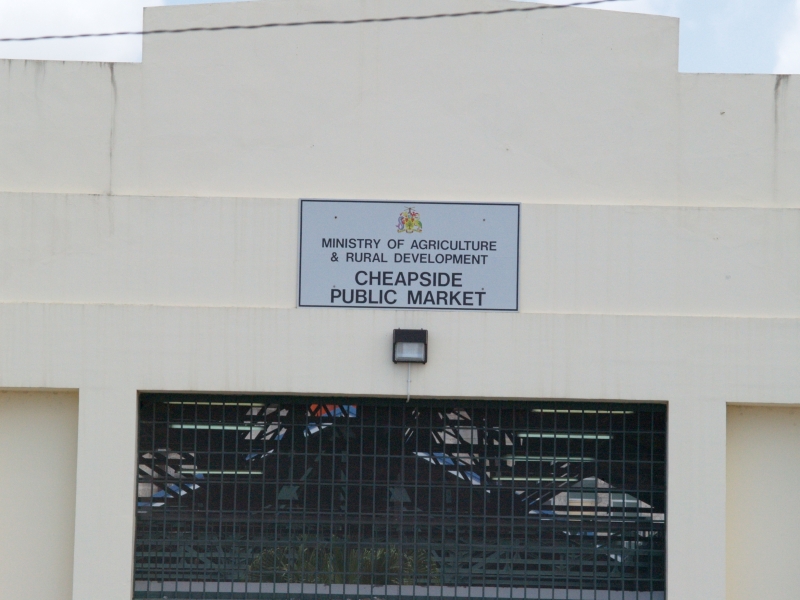 MINISTRY OF AGRICULTURE
& RURAL DEVELOPMENT
CHEAPSIDE
PUBLIC MARKET